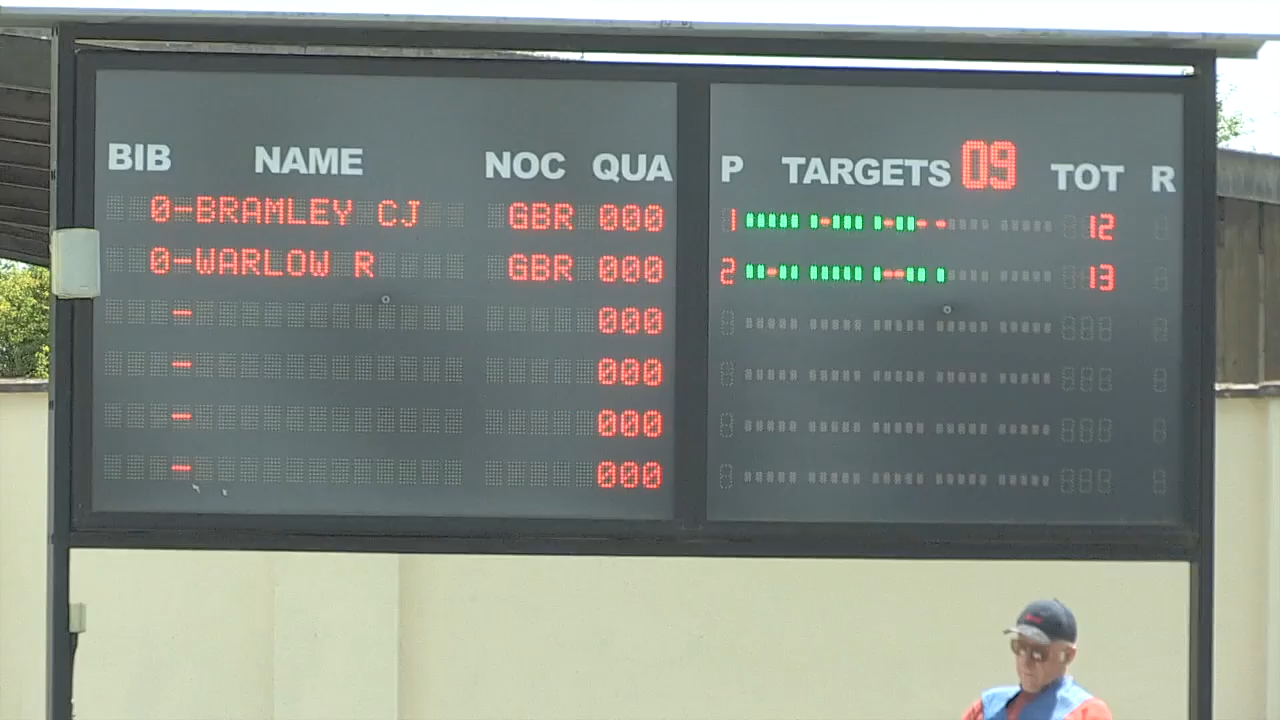 BIB NAME NOC QUA P TARGETS 09 TOT R
0-BRAMLEY CJ GBR 000 1 12
0-WARLOW R GBR 000 2 13
- 000
- 000
- 000
- 000